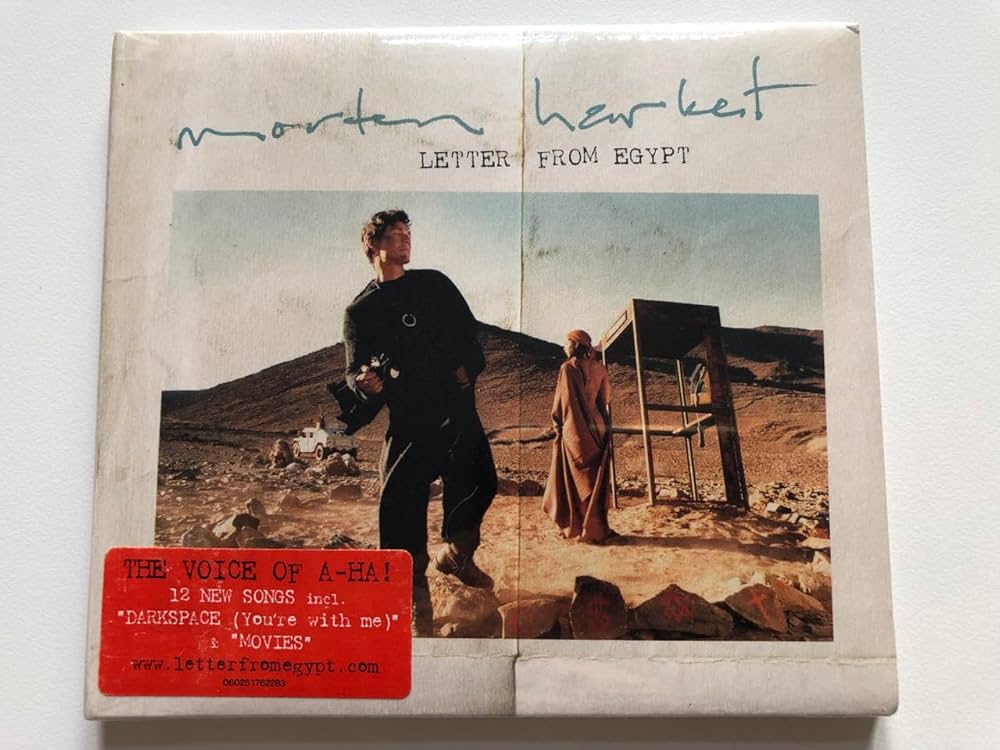 morten harket
LETTER FROM EGYPT
THE VOICE OF A-HA!
12 NEW SONGS incl.
"DARKSPACE (You're with me)"
& "MOVIES"
www.letterfromegypt.com
060251762283